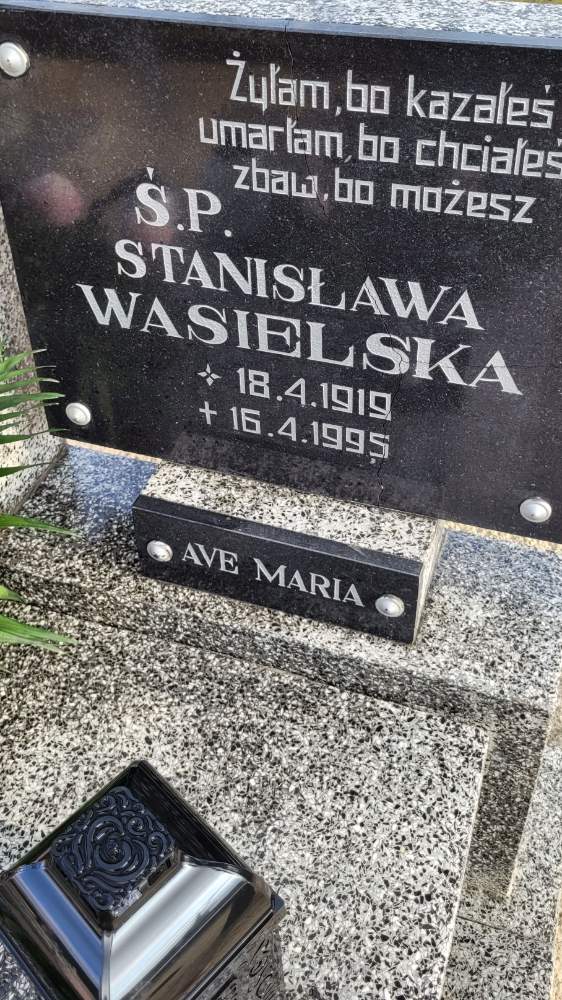 Żyłam, bo kazałeś
umarłam, bo chciałeś
zbaw, bo możesz
Ś.P.
STANISŁAWA
WASIELSKA
18.4.1919
✝ 16.4.1995
AVE MARIA